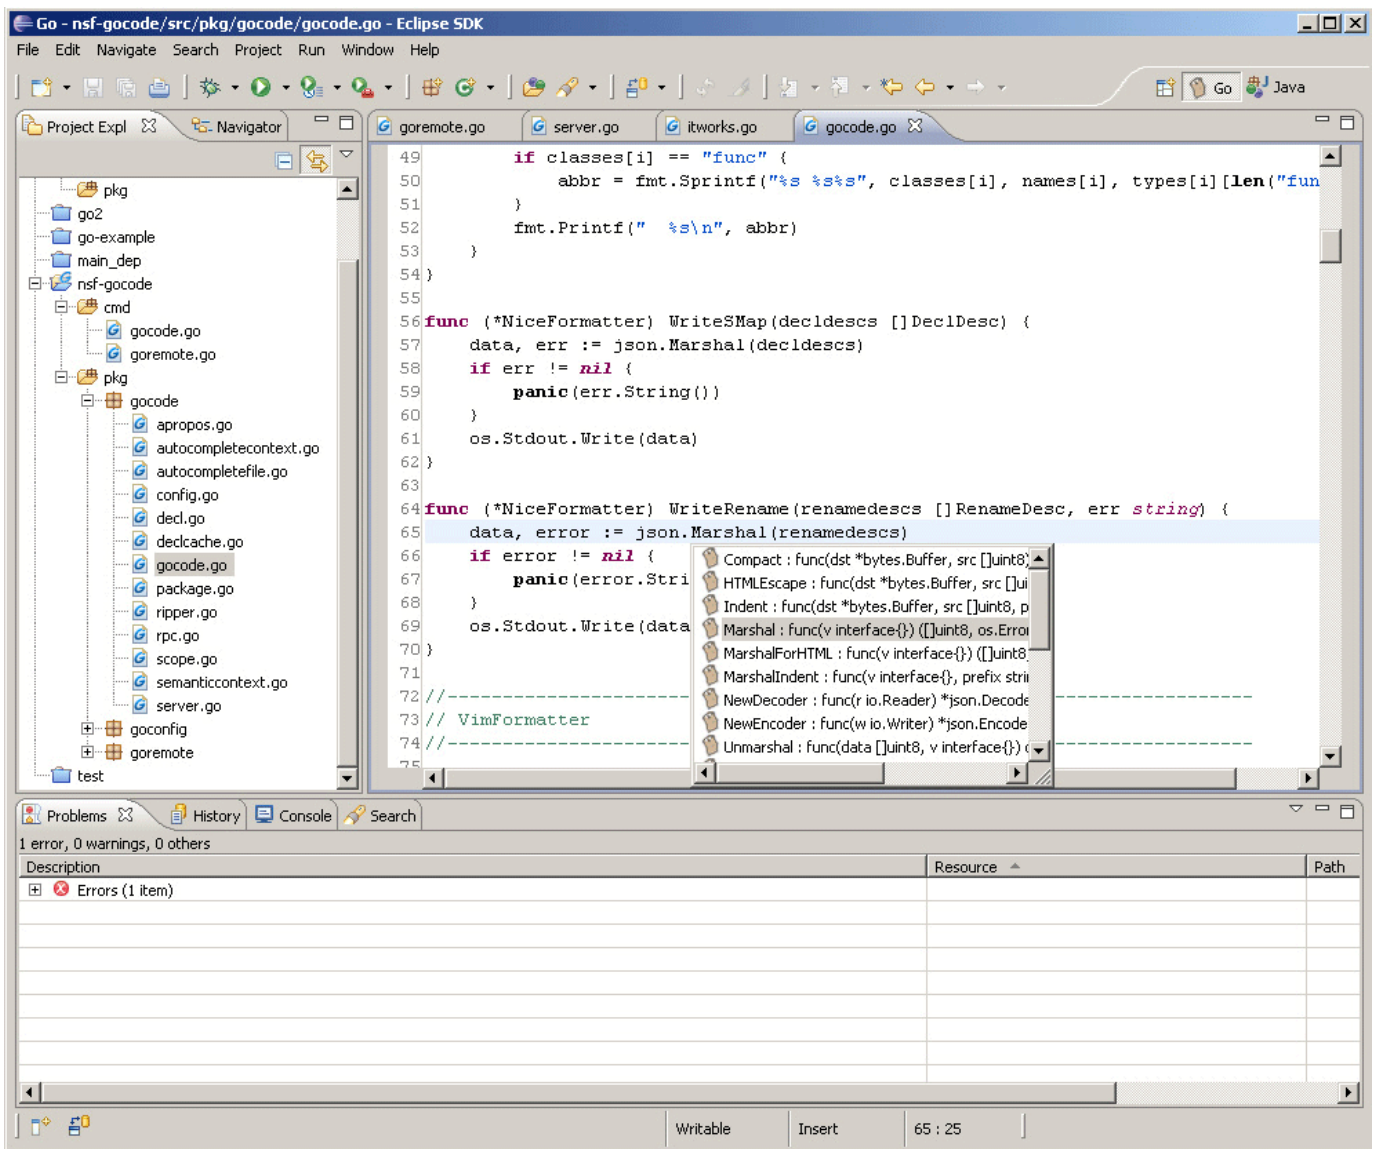 Go - nsf-gocode/src/pkg/gocode/gocode.go - Eclipse SDK
File Edit Navigate Search Project Run Window Help
Go Java
Project Expl Navigator
goremote.go server.go itworks.go gocode.go
pkg
go2
go-example
main_dep
nsf-gocode
cmd
gocode.go
goremote.go
pkg
gocode
apropos.go
autocompletecontext.go
autocompletefile.go
config.go
decl.go
declcache.go
gocode.go
package.go
ripper.go
rpc.go
scope.go
semanticcontext.go
server.go
goconfig
goremote
test
49 if classes[i] == "func" {
50 abbr = fmt.Sprintf("%s %s%s", classes[i], names[i], types[i][len("fun
51 }
52 fmt.Printf("  %s\n", abbr)
53 }
54 }
55
56 func (*NiceFormatter) WriteSMap(decldescs []DeclDesc) {
57 data, err := json.Marshal(decldescs)
58 if err != nil {
59 panic(err.String())
60 }
61 os.Stdout.Write(data)
62 }
63
64 func (*NiceFormatter) WriteRename(renamedescs []RenameDesc, err string) {
65 data, error := json.Marshal(renamedescs)
66 if error != nil {
67 panic(error.Stri
68 }
69 os.Stdout.Write(data
70 }
71
72 //----------------------------------------------------------------
73 // VimFormatter
74 //----------------------------------------------------------------
75
Compact : func(dst *bytes.Buffer, src []uint8)
HTMLEscape : func(dst *bytes.Buffer, src []ui
Indent : func(dst *bytes.Buffer, src []uint8, p
Marshal : func(v interface{}) ([]uint8, os.Error
MarshalForHTML : func(v interface{}) ([]uint8,
MarshalIndent : func(v interface{}, prefix stri
NewDecoder : func(r io.Reader) *json.Decode
NewEncoder : func(w io.Writer) *json.Encode
Unmarshal : func(data []uint8, v interface{}) 
Problems History Console Search
1 error, 0 warnings, 0 others
Description Resource Path
Errors (1 item)
Writable Insert 65 : 25